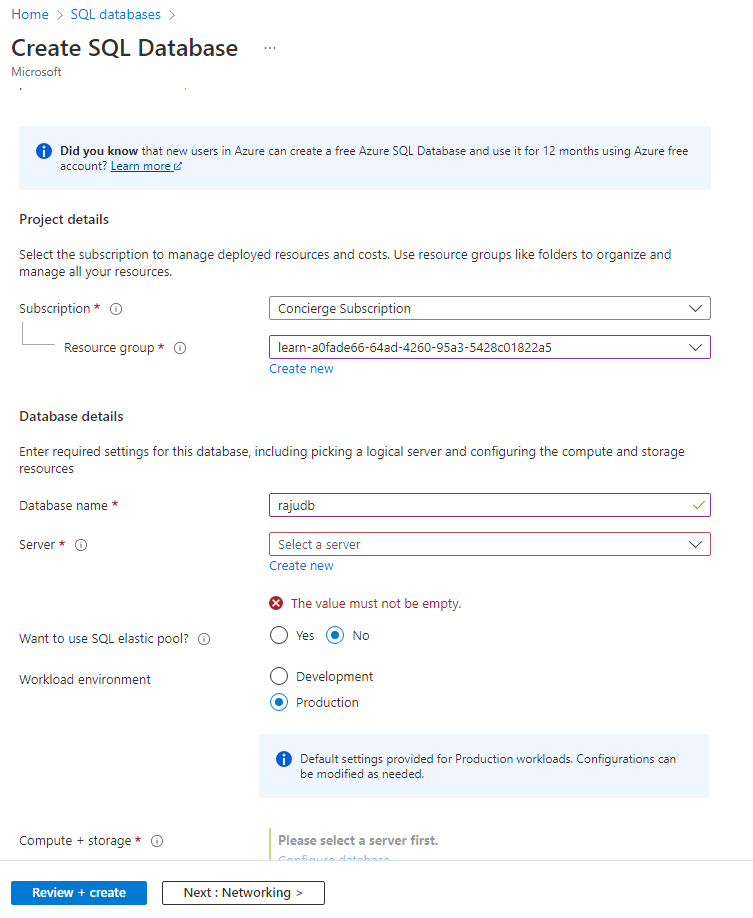 Home > SQL databases >
Create SQL Database ...
Microsoft
Did you know that new users in Azure can create a free Azure SQL Database and use it for 12 months using Azure free
account? Learn more
Project details
Select the subscription to manage deployed resources and costs. Use resource groups like folders to organize and
manage all your resources.
Subscription *
Concierge Subscription
Resource group *
learn-a0fade66-64ad-4260-95a3-5428c01822a5
Create new
Database details
Enter required settings for this database, including picking a logical server and configuring the compute and storage
resources
Database name *
rajudb
Server *
Select a server
Create new
The value must not be empty.
Want to use SQL elastic pool?
Yes No
Workload environment
Development
Production
Default settings provided for Production workloads. Configurations can
be modified as needed.
Compute + storage *
Please select a server first.
Configure database
Review + create
Next : Networking >